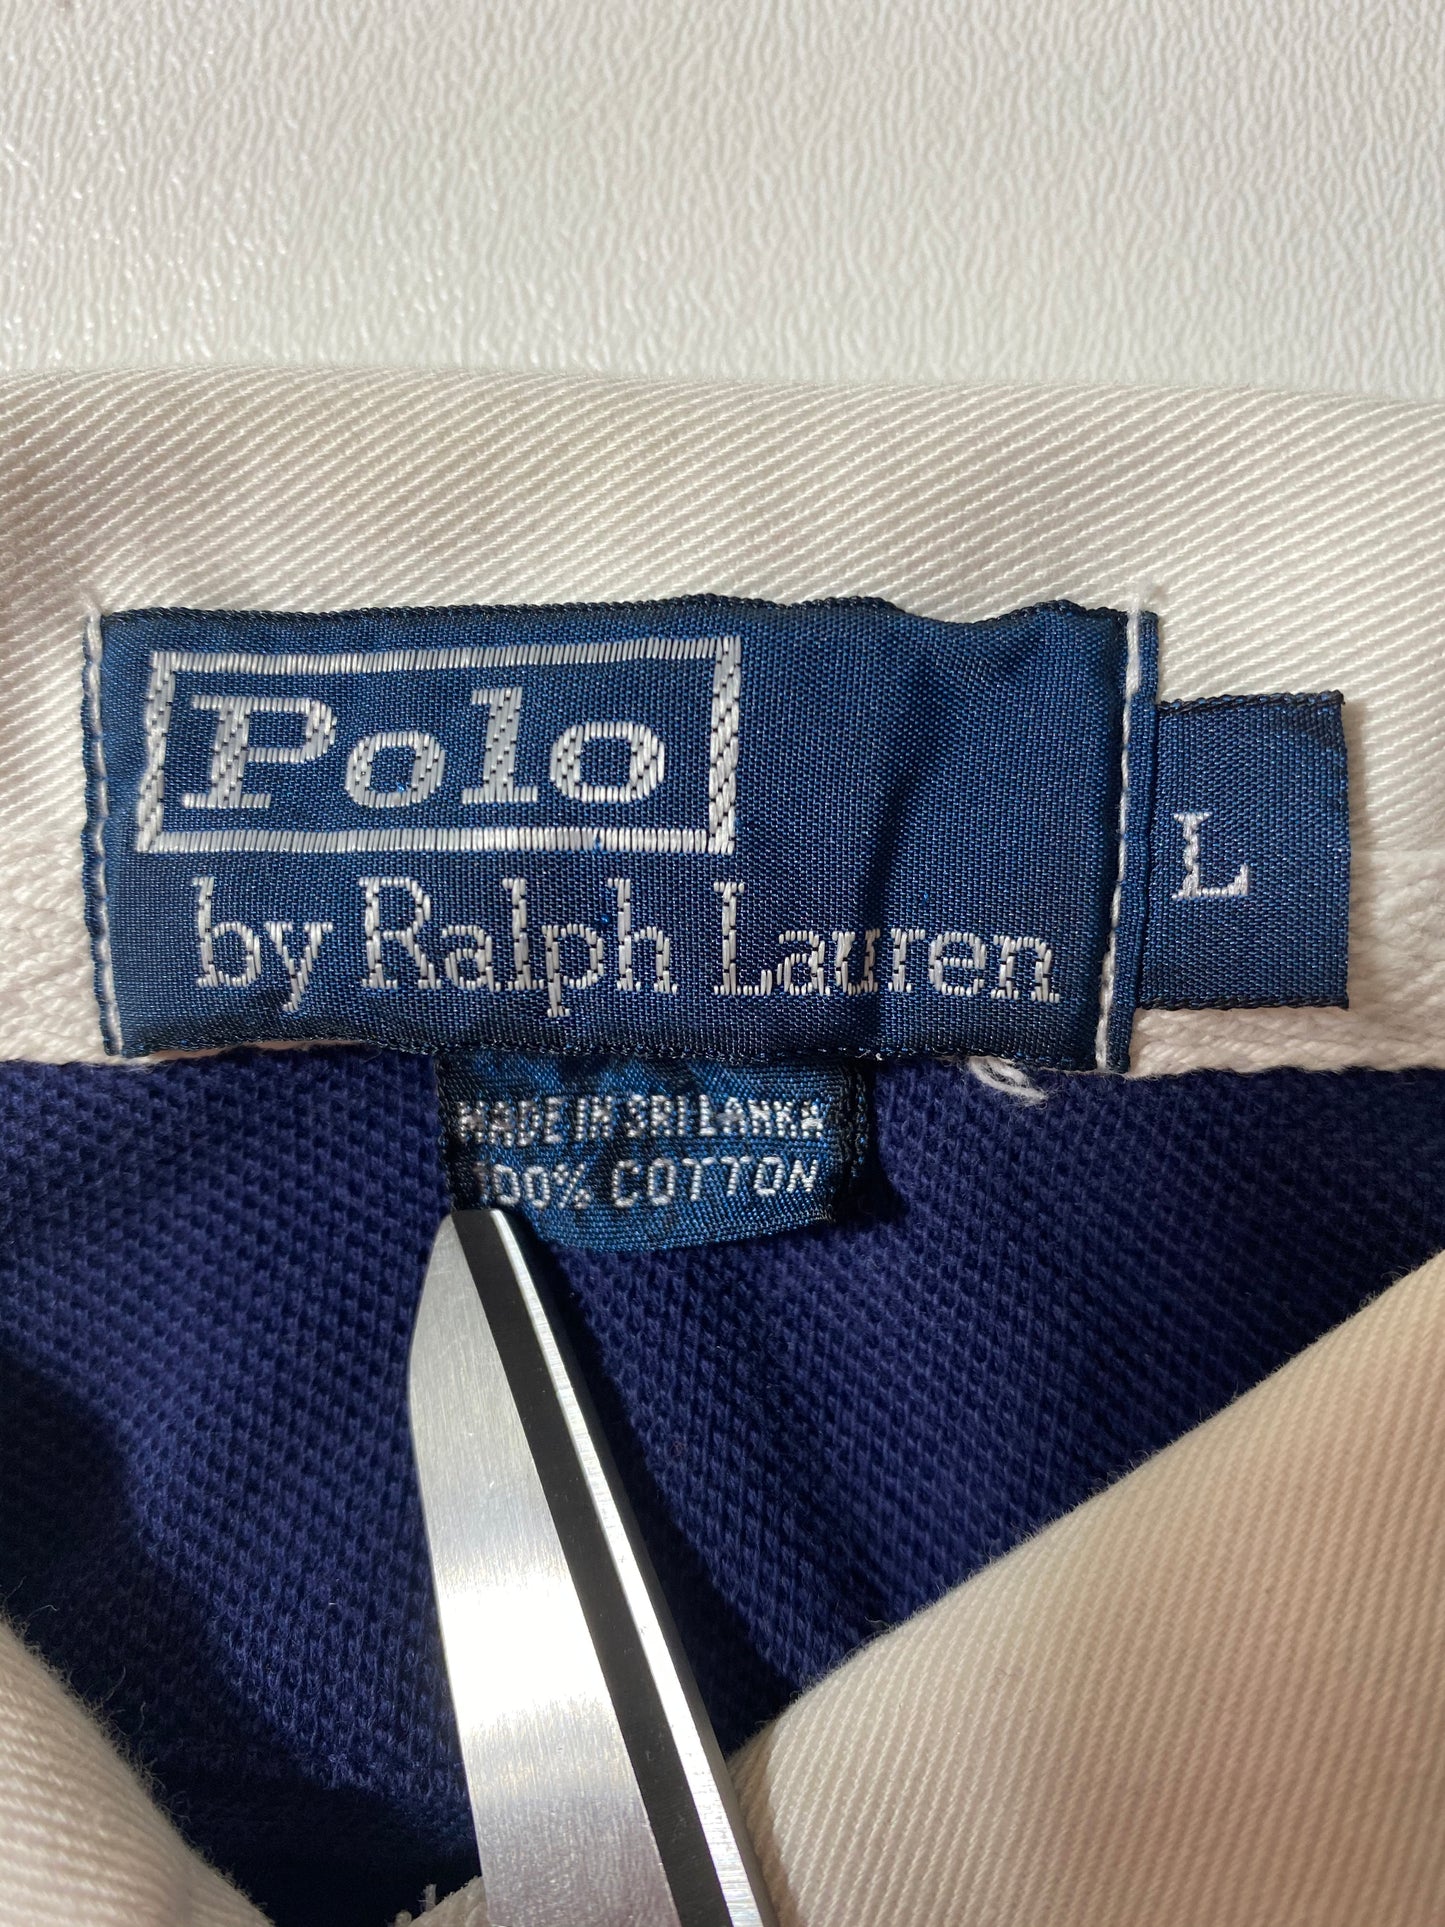 Polo
by Ralph Lauren
L
MADE IN SRI LANKA
100% COTTON